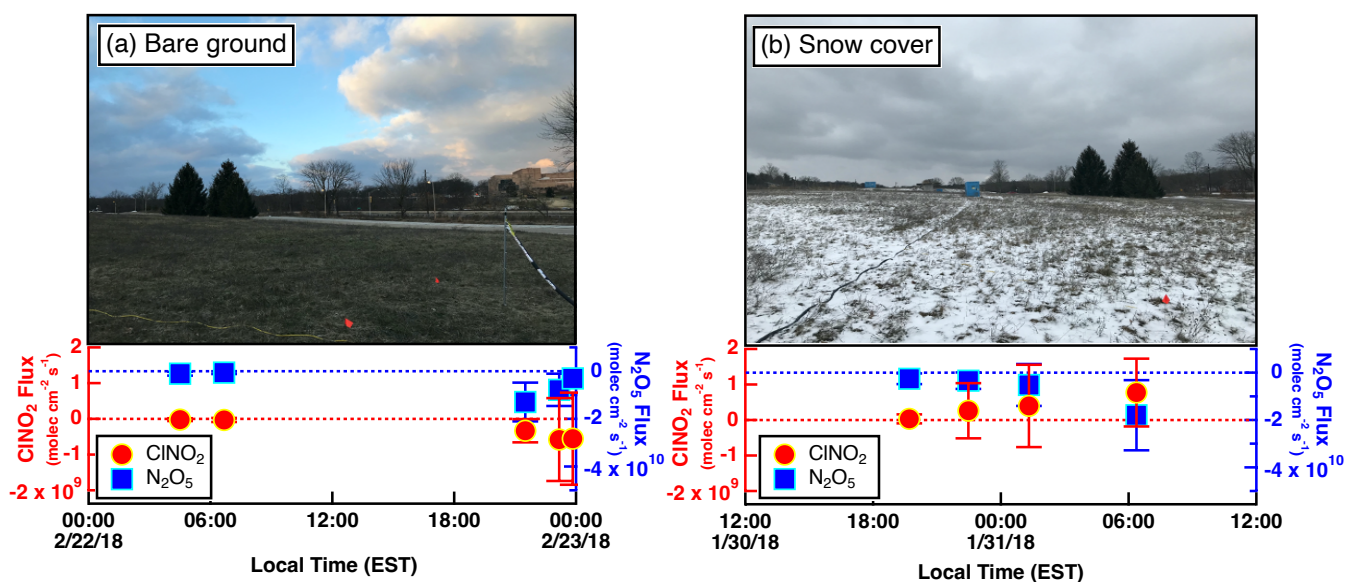 (a) Bare ground
ClNO2 Flux
(molec cm-2 s-1)
2
1
0
-1
-2 x 10^9
0
-2
-4 x 10^10
N2O5 Flux
(molec cm-2 s-1)
ClNO2
N2O5
00:00
2/22/18
06:00
12:00
18:00
00:00
2/23/18
Local Time (EST)
(b) Snow cover
ClNO2 Flux
(molec cm-2 s-1)
2
1
0
-1
-2 x 10^9
0
-2
-4 x 10^10
N2O5 Flux
(molec cm-2 s-1)
ClNO2
N2O5
12:00
1/30/18
18:00
00:00
1/31/18
06:00
12:00
Local Time (EST)